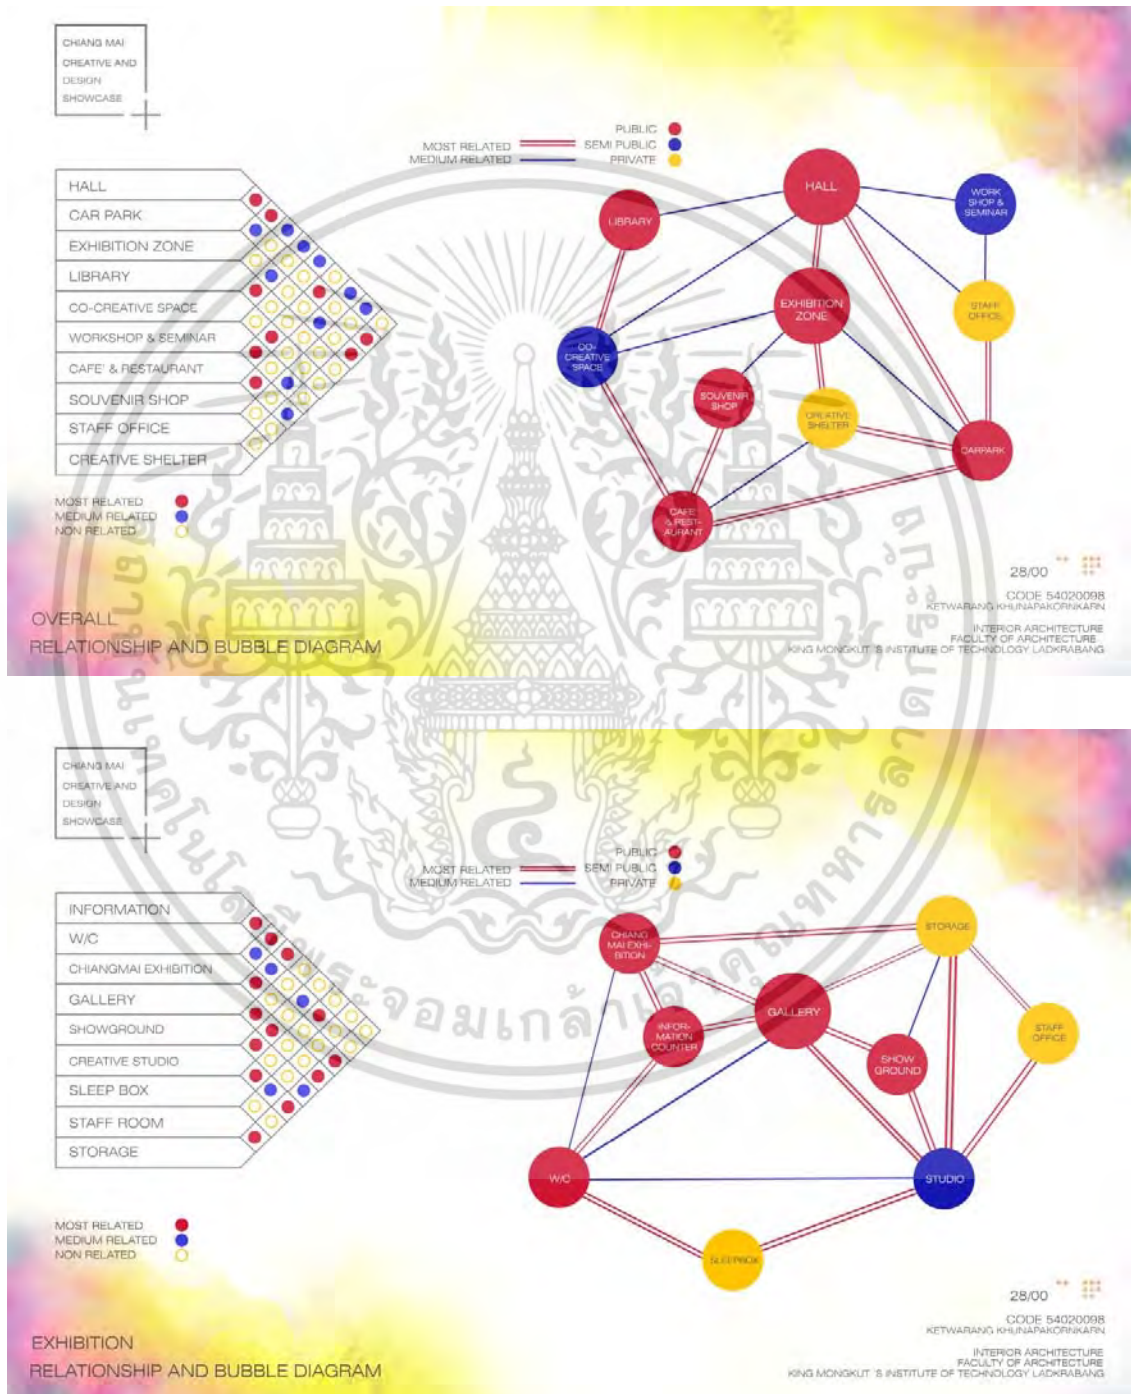 CHIANG MAI
CREATIVE AND
DESIGN
SHOWCASE
PUBLIC
MOST RELATED
SEMI PUBLIC
MEDIUM RELATED
PRIVATE
HALL
CAR PARK
EXHIBITION ZONE
LIBRARY
CO-CREATIVE SPACE
WORKSHOP & SEMINAR
CAFE' & RESTAURANT
SOUVENIR SHOP
STAFF OFFICE
CREATIVE SHELTER
MOST RELATED
MEDIUM RELATED
NON RELATED
HALL
WORK
SHOP &
SEMINAR
LIBRARY
EXHIBITION
ZONE
STAFF
OFFICE
CO-
CREATIVE
SPACE
SOUVENIR
SHOP
CREATIVE
SHELTER
CARPARK
CAFE'
& REST-
AURANT
28/00
CODE 54020098
KETWARANG KHUNAPAKORNKARN
INTERIOR ARCHITECTURE
FACULTY OF ARCHITECTURE
KING MONGKUT 'S INSTITUTE OF TECHNOLOGY LADKRABANG
OVERALL
RELATIONSHIP AND BUBBLE DIAGRAM
CHIANG MAI
CREATIVE AND
DESIGN
SHOWCASE
PUBLIC
MOST RELATED
SEMI PUBLIC
MEDIUM RELATED
PRIVATE
INFORMATION
W/C
CHIANGMAI EXHIBITION
GALLERY
SHOWGROUND
CREATIVE STUDIO
SLEEP BOX
STAFF ROOM
STORAGE
MOST RELATED
MEDIUM RELATED
NON RELATED
CHIANG
MAI EXHI-
BITION
STORAGE
GALLERY
INFOR-
MATION
COUNTER
STAFF
OFFICE
SHOW
GROUND
W/C
STUDIO
SLEEPBOX
28/00
CODE 54020098
KETWARANG KHUNAPAKORNKARN
INTERIOR ARCHITECTURE
FACULTY OF ARCHITECTURE
KING MONGKUT 'S INSTITUTE OF TECHNOLOGY LADKRABANG
EXHIBITION
RELATIONSHIP AND BUBBLE DIAGRAM